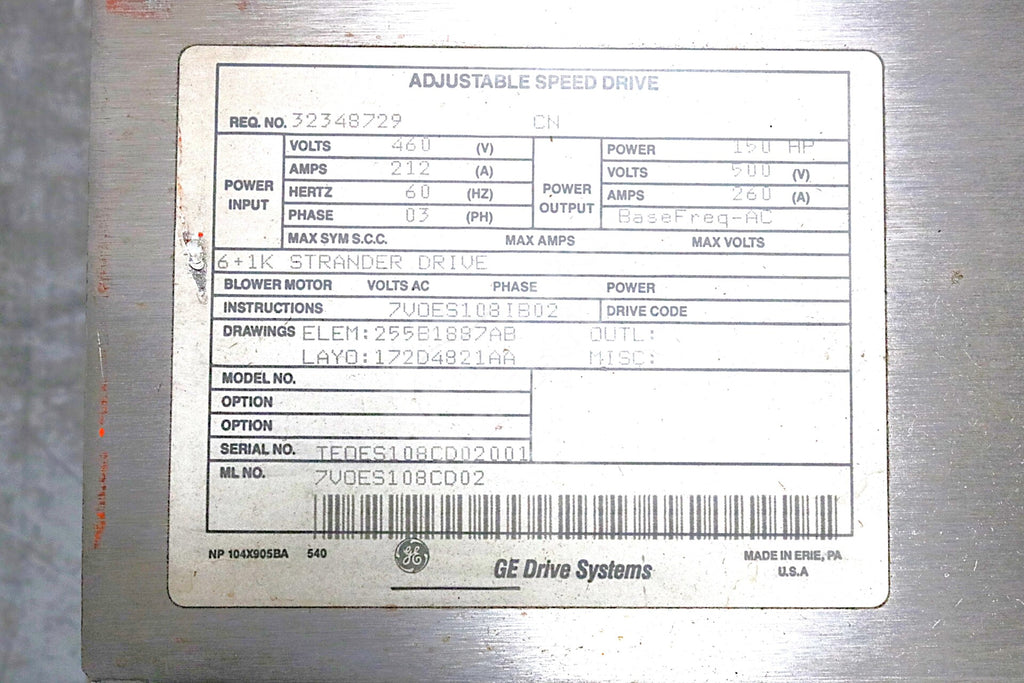 ADJUSTABLE SPEED DRIVE
REQ. NO. 32348729 CN
POWER INPUT
VOLTS 460 (V)
AMPS 212 (A)
HERTZ 60 (HZ)
PHASE 03 (PH)
POWER OUTPUT
POWER 150 HP
VOLTS 500 (V)
AMPS 260 (A)
BaseFreq-AC
MAX SYM S.C.C. MAX AMPS MAX VOLTS
6+1K STRANDER DRIVE
BLOWER MOTOR VOLTS AC PHASE POWER
INSTRUCTIONS 7VOES108IB02 DRIVE CODE
DRAWINGS ELEM:255B1887AB OUTL:
LAYO:172D4821AA MISC:
MODEL NO.
OPTION
OPTION
SERIAL NO. TEOES108CD02001
ML NO. 7VOES108CD02
NP 104X905BA 540
GE
GE Drive Systems
MADE IN ERIE, PA
U.S.A